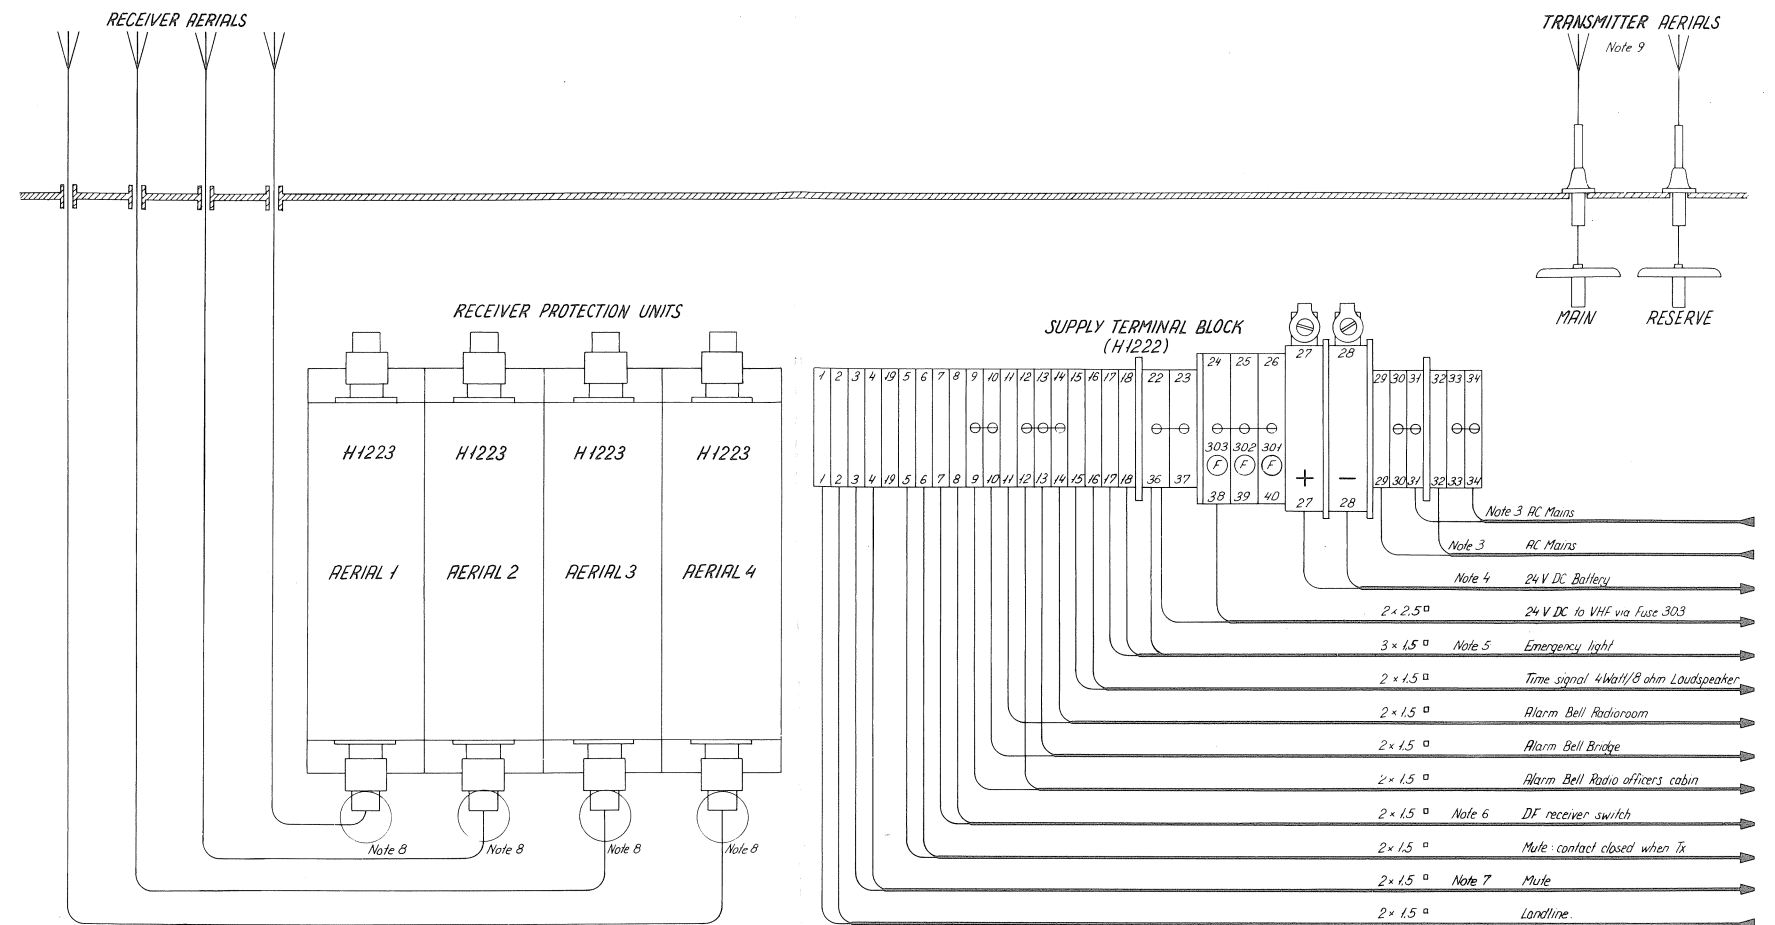 RECEIVER AERIALS
TRANSMITTER AERIALS
Note 9
MAIN RESERVE
RECEIVER PROTECTION UNITS
SUPPLY TERMINAL BLOCK
(H1222)
H1223 H1223 H1223 H1223
AERIAL 1 AERIAL 2 AERIAL 3 AERIAL 4
Note 8 Note 8 Note 8 Note 8
1 2 3 4 19 5 6 7 8 9 10 11 12 13 14 15 16 17 18 22 23 24 25 26 27 28 29 30 31 32 33 34
303 302 301
F F F
+ −
1 2 3 4 19 5 6 7 8 9 10 11 12 13 14 15 16 17 18 36 37 38 39 40 27 28 29 30 31 32 33 34
Note 3 AC Mains
Note 3 AC Mains
Note 4 24 V DC Battery
2 × 2.5 □ 24 V DC to VHF via Fuse 303
3 × 1.5 □ Note 5 Emergency light
2 × 1.5 □ Time signal 4Watt/8 ohm Loudspeaker
2 × 1.5 □ Alarm Bell Radioroom
2 × 1.5 □ Alarm Bell Bridge
2 × 1.5 □ Alarm Bell Radio officers cabin
2 × 1.5 □ Note 6 DF receiver switch
2 × 1.5 □ Mute : contact closed when Tx
2 × 1.5 □ Note 7 Mute
2 × 1.5 □ Landline.